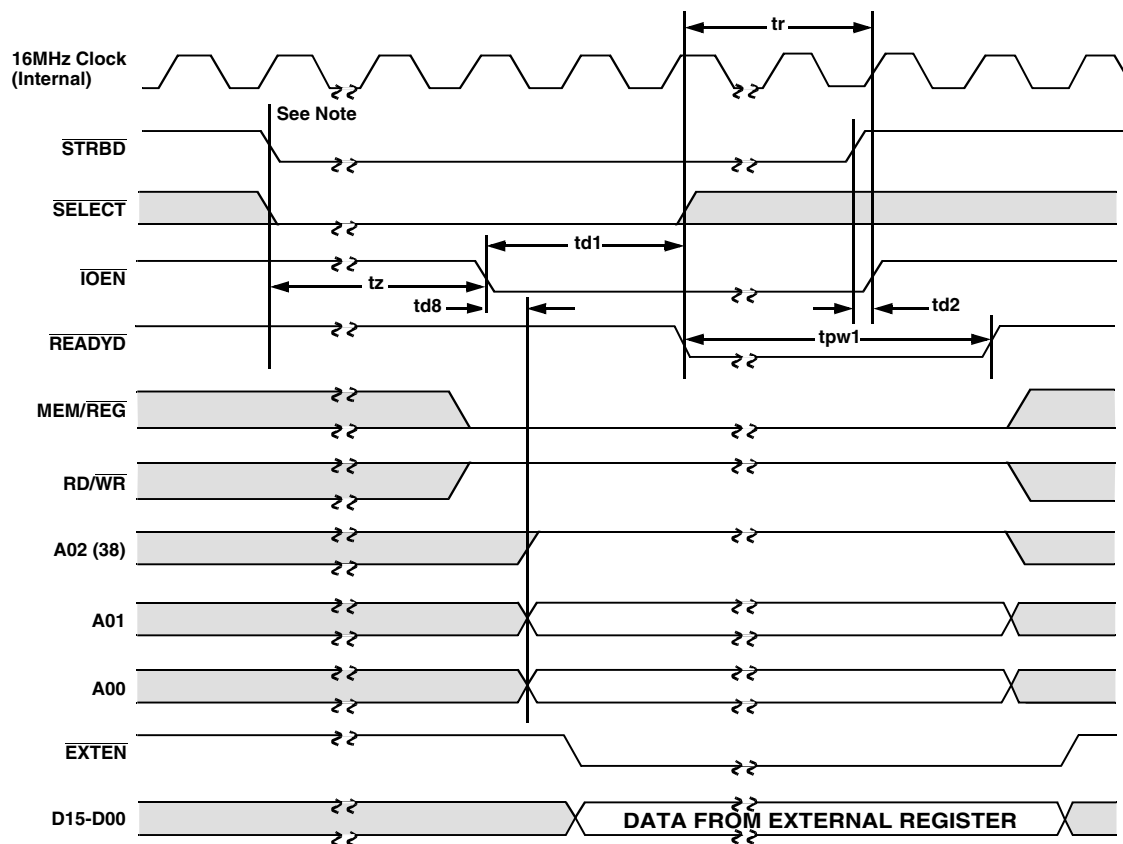 tr
16MHz Clock
(Internal)
See Note
STRBD
SELECT
td1
IOEN
tz
td8
td2
READYD
tpw1
MEM/REG
RD/WR
A02 (38)
A01
A00
EXTEN
D15-D00
DATA FROM EXTERNAL REGISTER